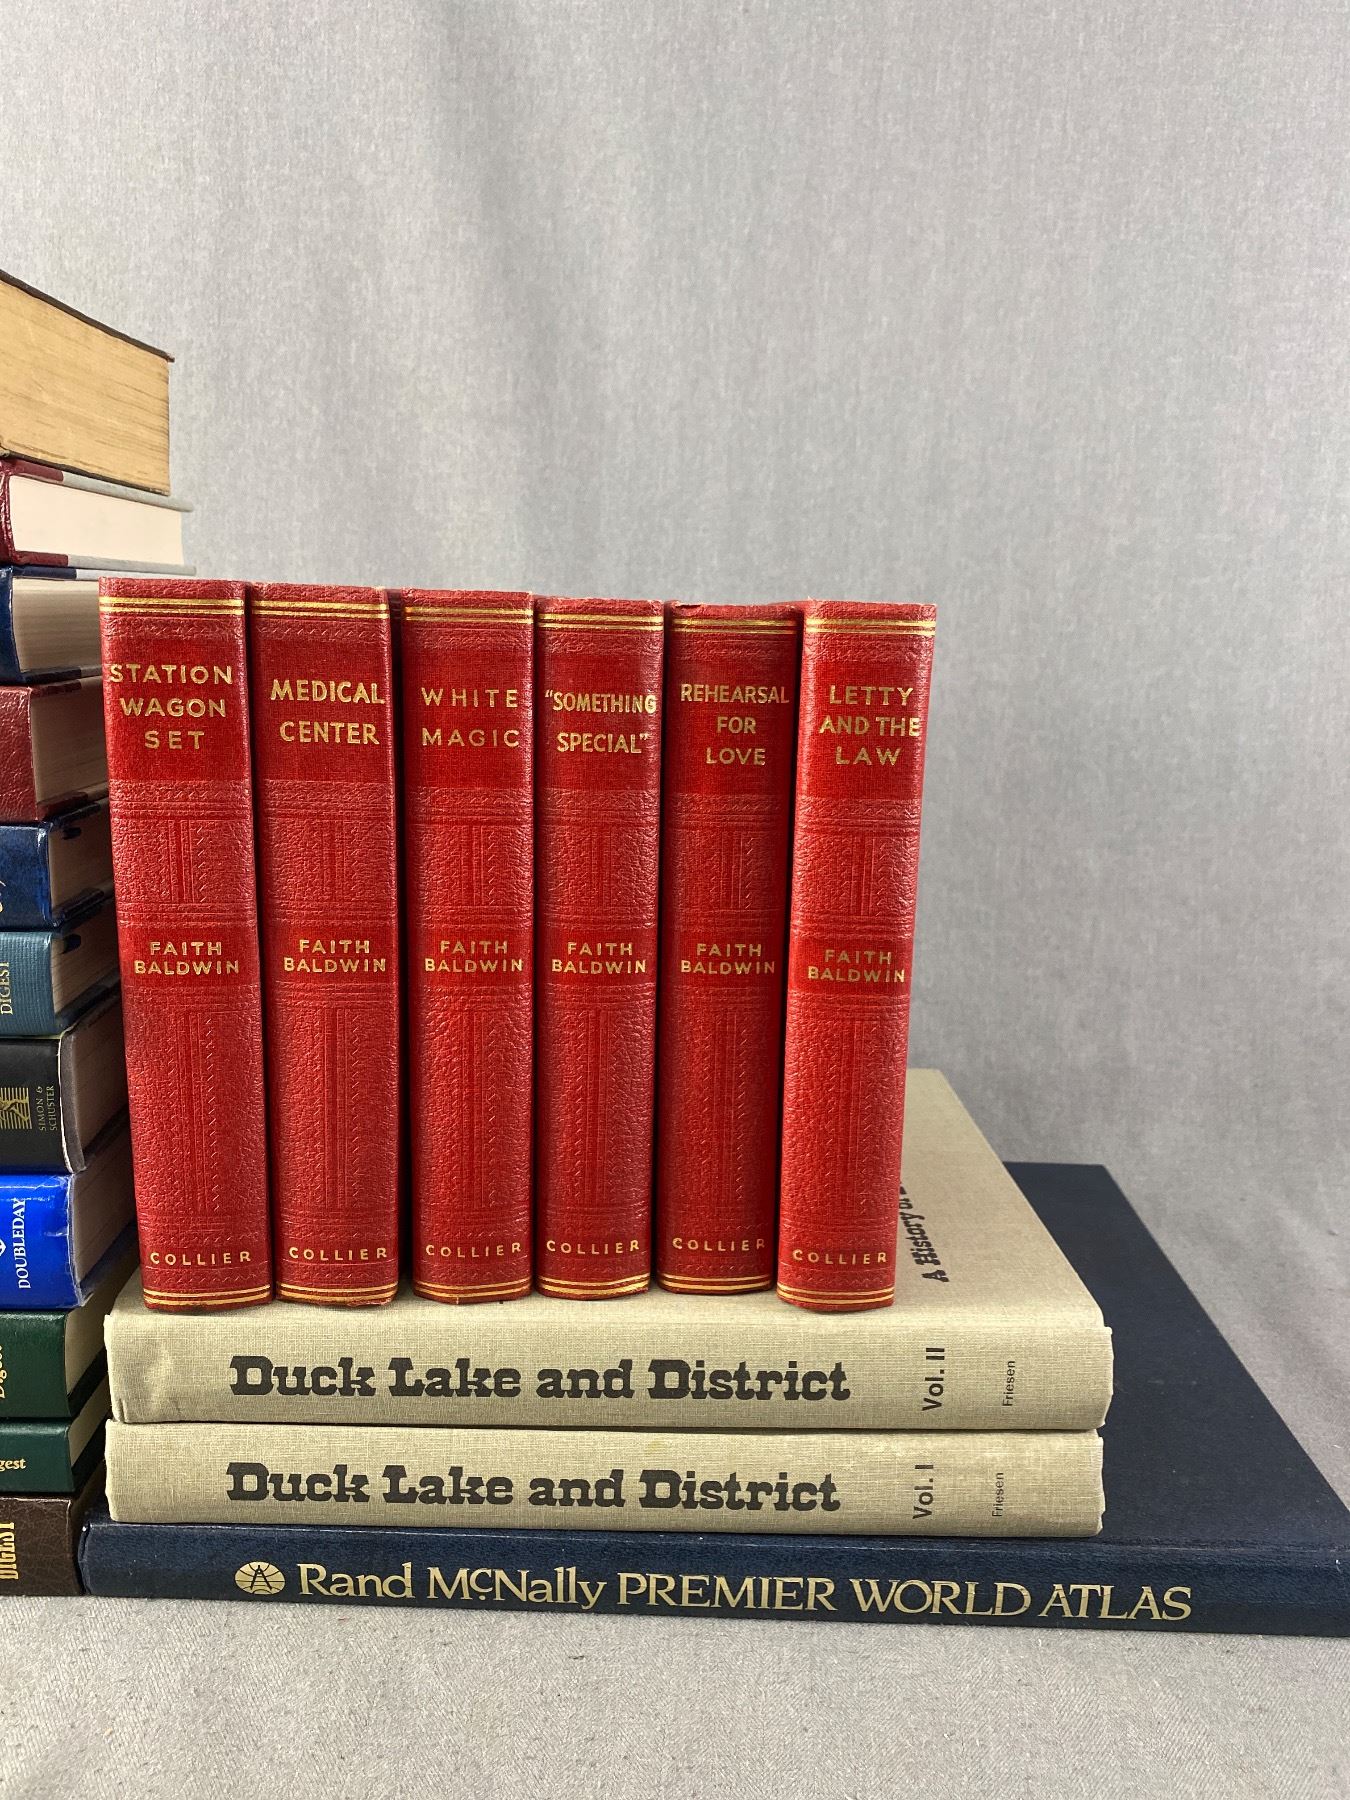 STATION
WAGON
SET
FAITH
BALDWIN
COLLIER
MEDICAL
CENTER
FAITH
BALDWIN
COLLIER
WHITE
MAGIC
FAITH
BALDWIN
COLLIER
"SOMETHING
SPECIAL"
FAITH
BALDWIN
COLLIER
REHEARSAL
FOR
LOVE
FAITH
BALDWIN
COLLIER
LETTY
AND THE
LAW
FAITH
BALDWIN
COLLIER
A History of
Duck Lake and District Vol. II Friesen
Duck Lake and District Vol. I Friesen
Rand McNally PREMIER WORLD ATLAS
DIGEST
SIMON &
SCHUSTER
DOUBLEDAY
Digest
DIGEST